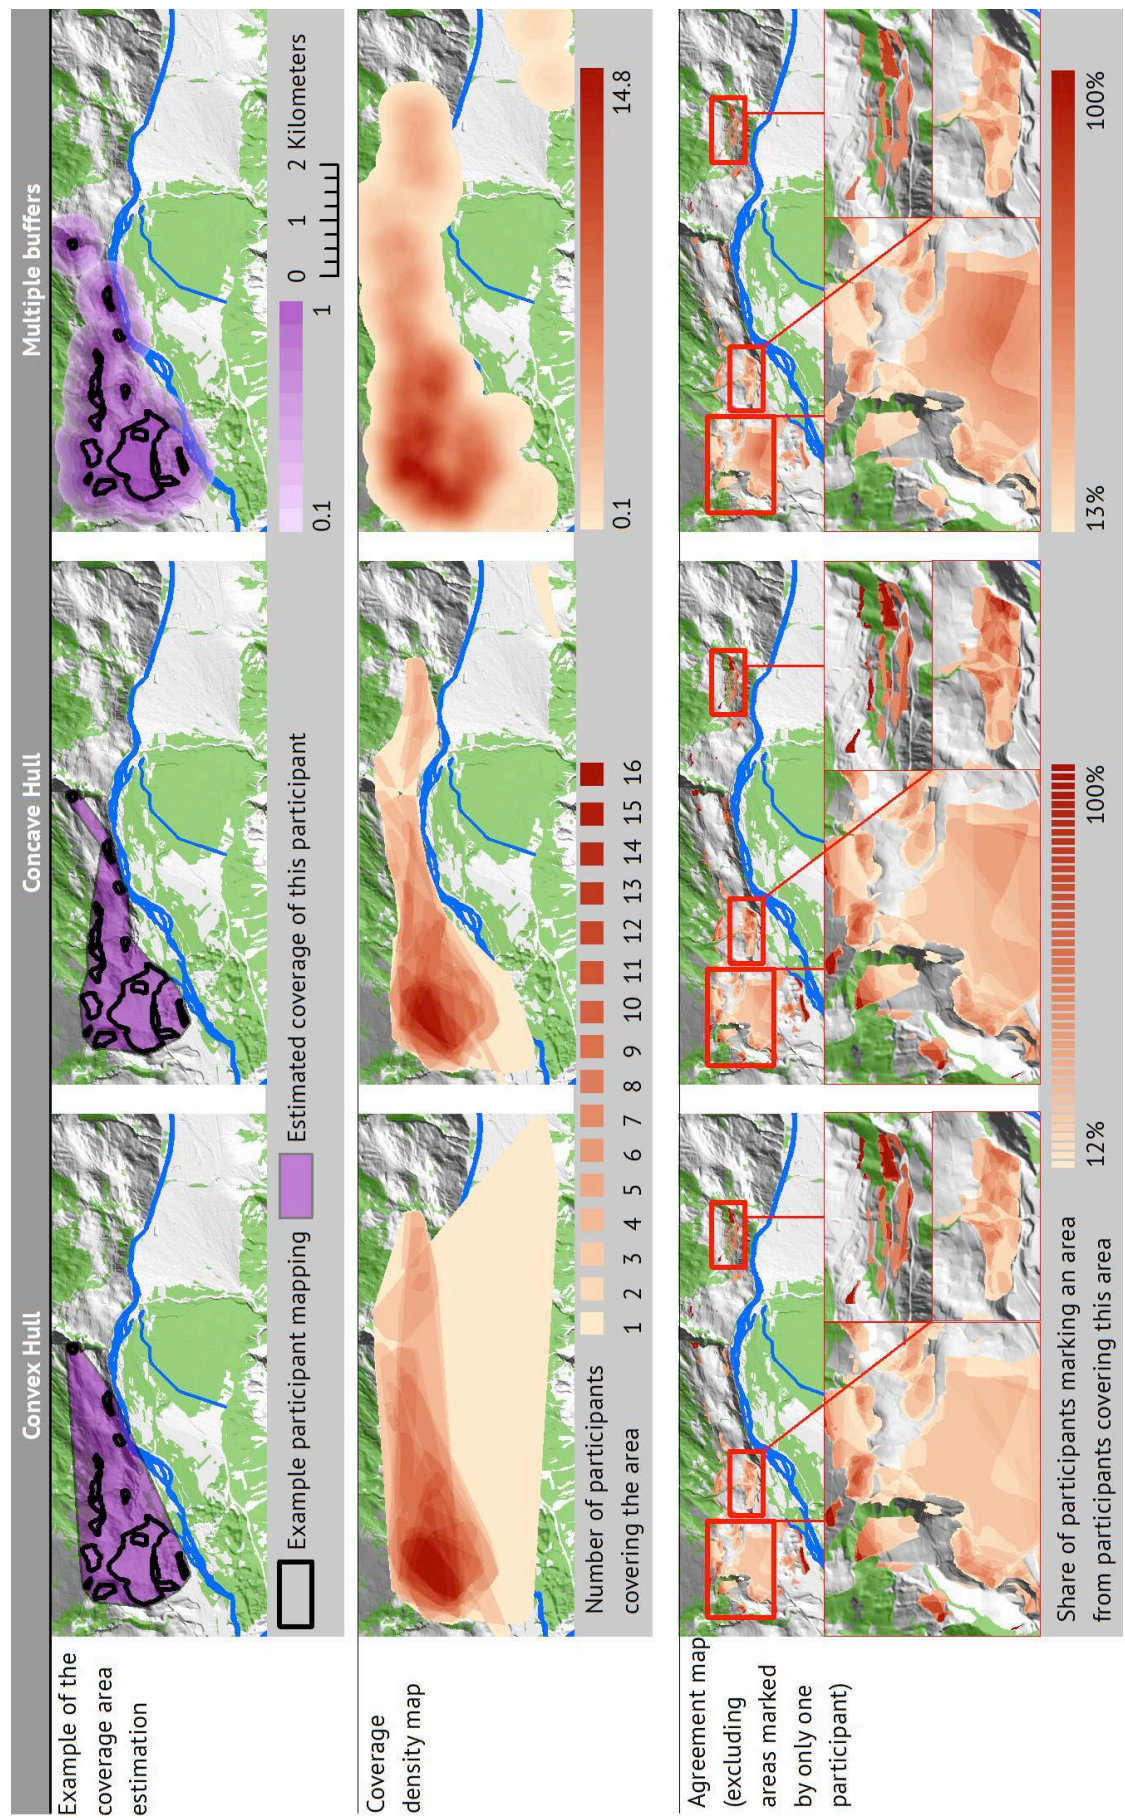 Convex Hull
Concave Hull
Multiple buffers
Example of the
coverage area
estimation
Example participant mapping
Estimated coverage of this participant
0.1
1
0
1
2 Kilometers
Coverage
density map
Number of participants
covering the area
1
2
3
4
5
6
7
8
9
10
11
12
13
14
15
16
0.1
14.8
Agreement map
(excluding
areas marked
by only one
participant)
Share of participants marking an area
from participants covering this area
12%
100%
13%
100%